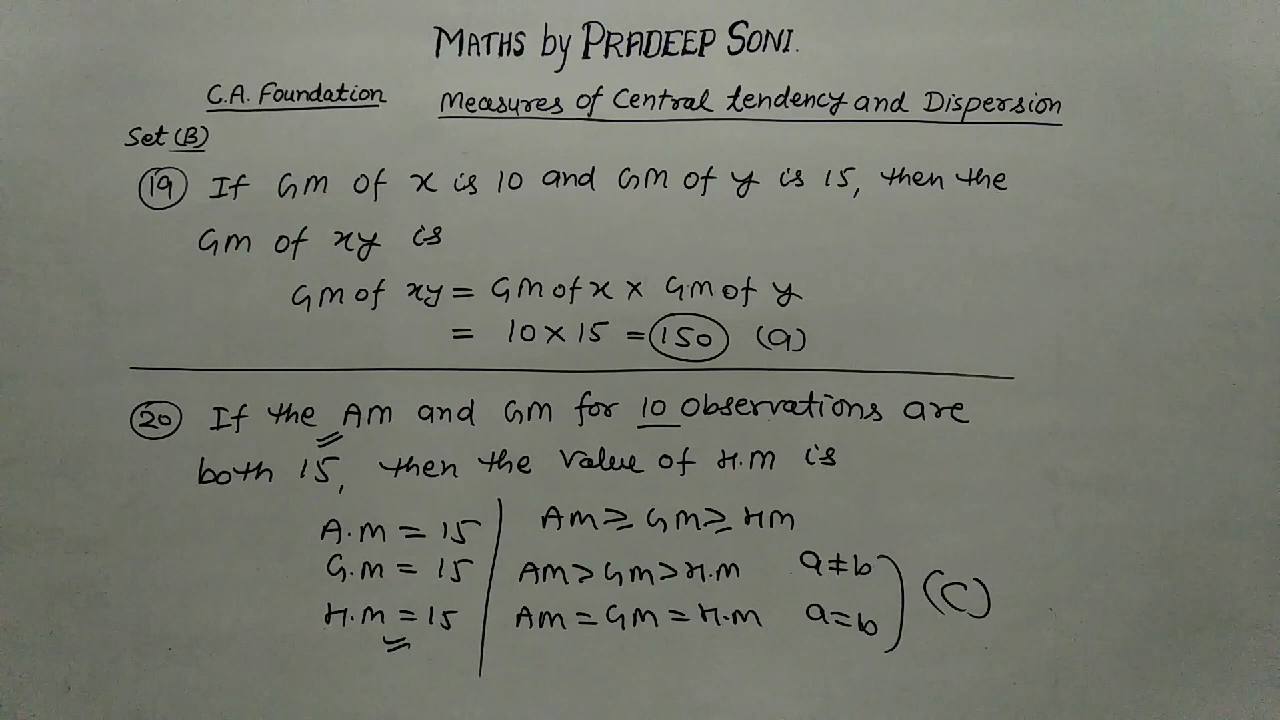 MATHS by PRADEEP SONI.
C.A. Foundation Measures of Central tendency and Dispersion
Set (B)
(19) If GM of x is 10 and GM of y is 15, then the
GM of xy is
GM of xy = GM of x × GM of y
= 10 × 15 = 150 (a)
(20) If the AM and GM for 10 observations are
both 15, then the value of H.M is
A.M = 15 | AM ≥ GM ≥ HM
G.M = 15 | AM > GM > H.M a ≠ b
H.M = 15 | AM = GM = H.M a = b
(C)